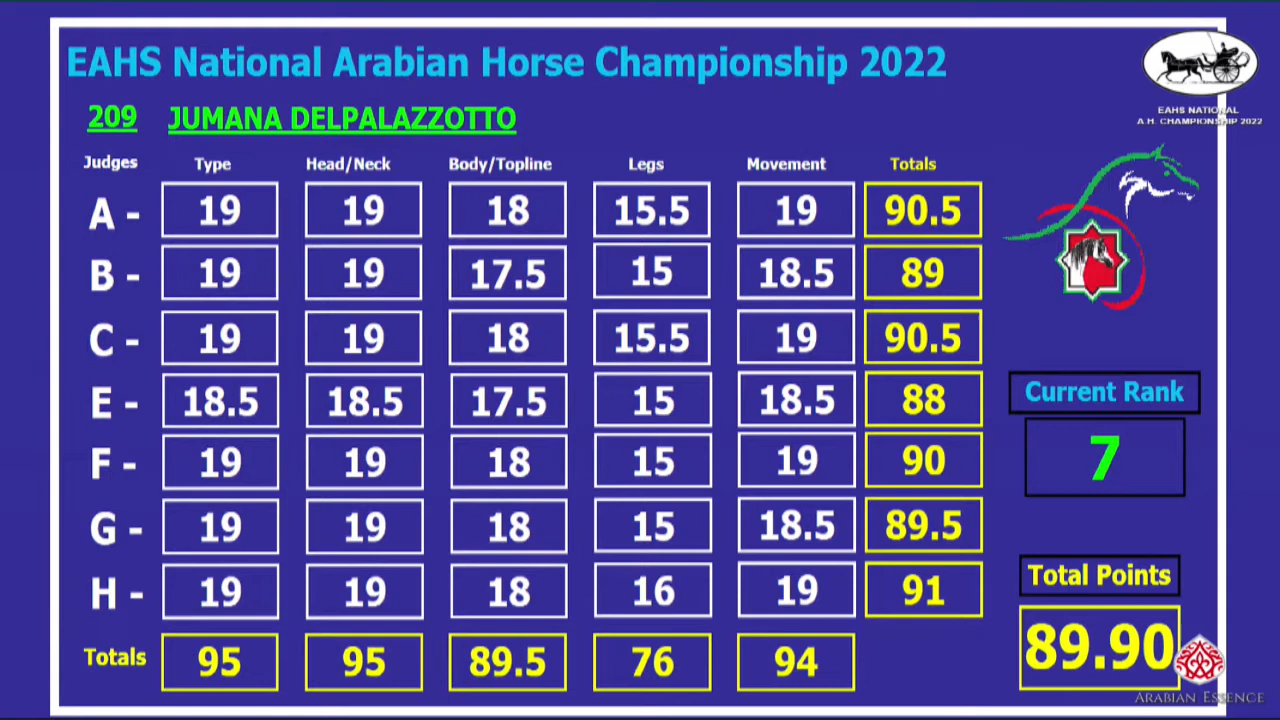 EAHS National Arabian Horse Championship 2022
EAHS NATIONAL
A.H. CHAMPIONSHIP 2022
209 JUMANA DELPALAZZOTTO
Judges Type Head/Neck Body/Topline Legs Movement Totals
A - 19 19 18 15.5 19 90.5
B - 19 19 17.5 15 18.5 89
C - 19 19 18 15.5 19 90.5
E - 18.5 18.5 17.5 15 18.5 88
F - 19 19 18 15 19 90
G - 19 19 18 15 18.5 89.5
H - 19 19 18 16 19 91
Totals 95 95 89.5 76 94
Current Rank
7
Total Points
89.90
ARABIAN ESSENCE